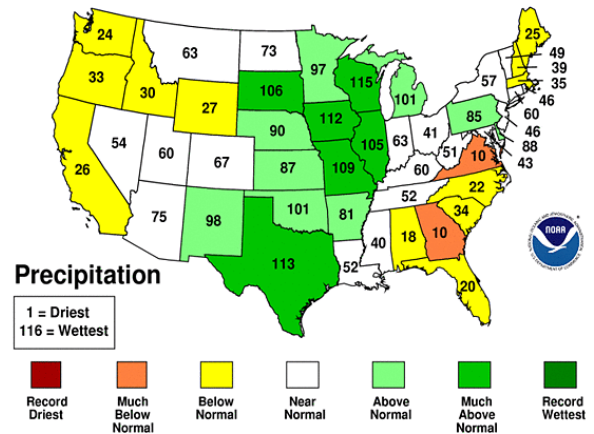 24
63
73
97
25
49
39
35
46
60
46
88
43
33
30
27
106
115
101
57
85
26
54
60
67
90
112
105
63
41
51
10
87
109
60
22
75
98
101
81
52
34
113
52
40
18
10
20
NOAA
Precipitation
1 = Driest
116 = Wettest
Record
Driest
Much
Below
Normal
Below
Normal
Near
Normal
Above
Normal
Much
Above
Normal
Record
Wettest